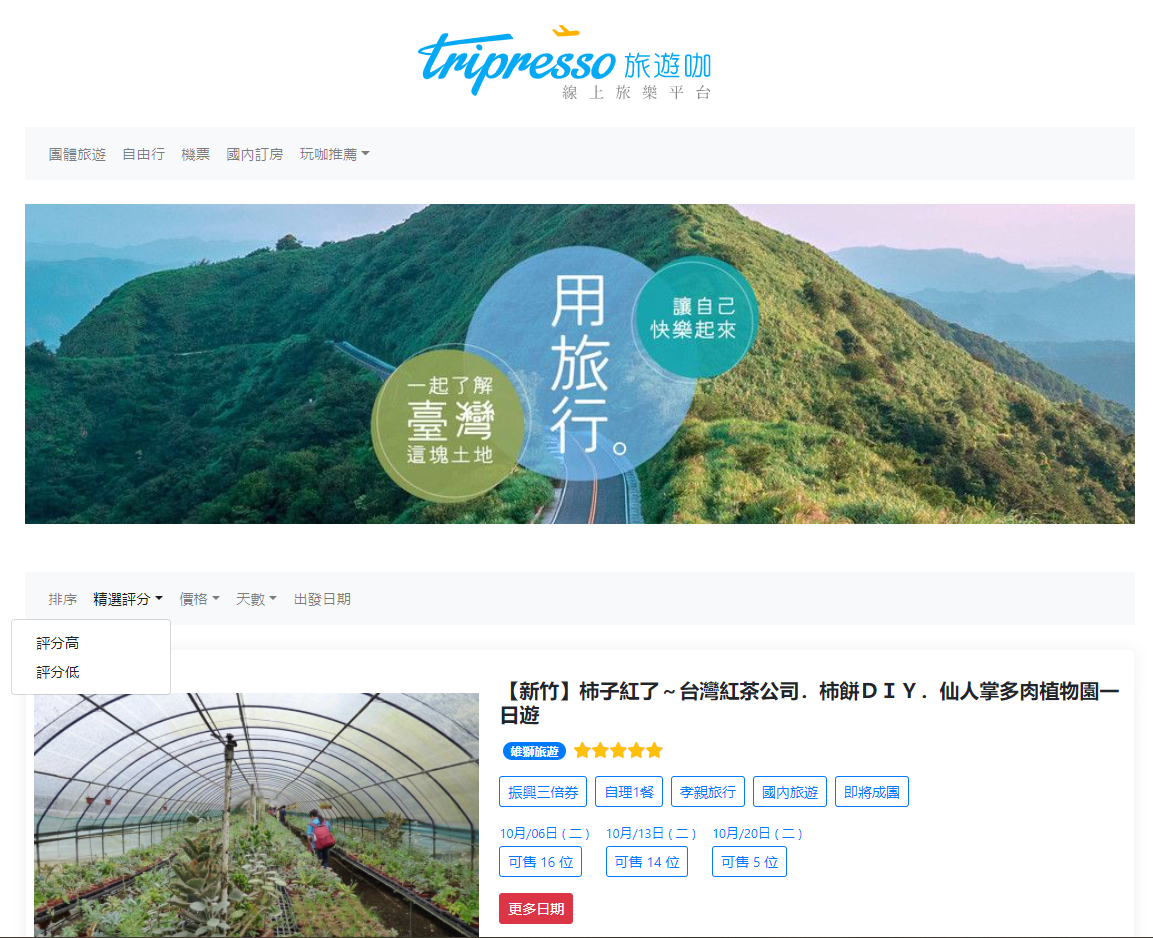 tripresso 旅遊咖
線上旅樂平台
團體旅遊 自由行 機票 國內訂房 玩咖推薦
用旅行。
讓自己
快樂起來
一起了解
臺灣
這塊土地
排序 精選評分 價格 天數 出發日期
評分高
評分低
【新竹】柿子紅了～台灣紅茶公司．柿餅ＤＩＹ．仙人掌多肉植物園一
日遊
雄獅旅遊
振興三倍券 自理1餐 孝親旅行 國內旅遊 即將成團
10月/06日 ( 二 ) 10月/13日 ( 二 ) 10月/20日 ( 二 )
可售 16 位 可售 14 位 可售 5 位
更多日期